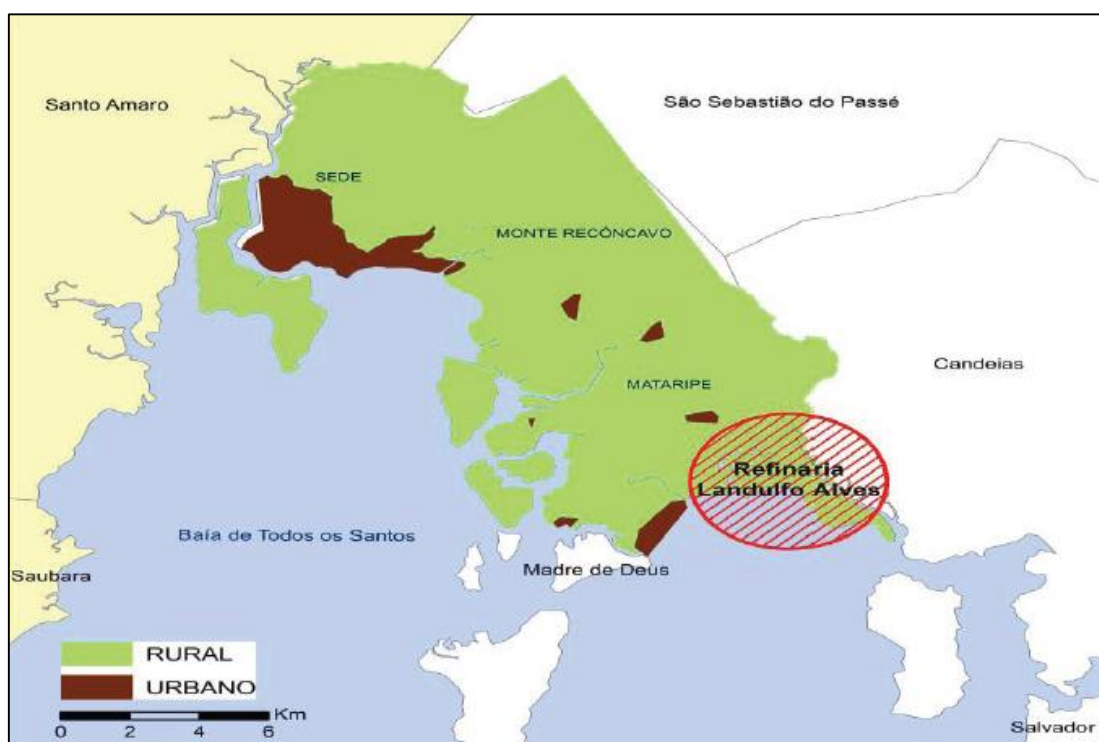 Santo Amaro
São Sebastião do Passé
SEDE
MONTE RECÔNCAVO
Candeias
MATARIPE
Refinaria
Landulfo Alves
Baía de Todos os Santos
Madre de Deus
Saubara
RURAL
URBANO
Km
0 2 4 6
Salvador